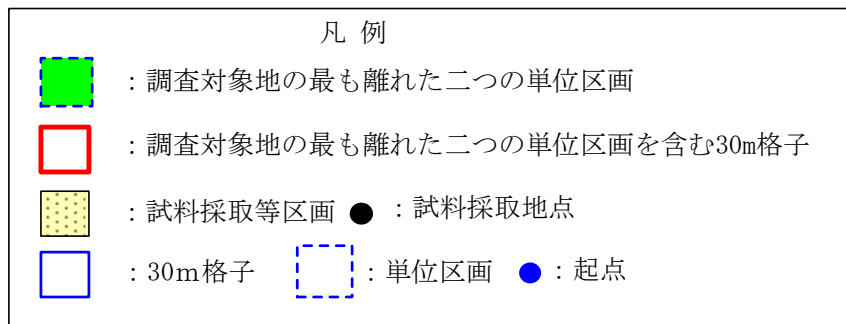 凡 例
：調査対象地の最も離れた二つの単位区画
：調査対象地の最も離れた二つの単位区画を含む30m格子
：試料採取等区画 ：試料採取地点
：30ｍ格子 ：単位区画 ：起点